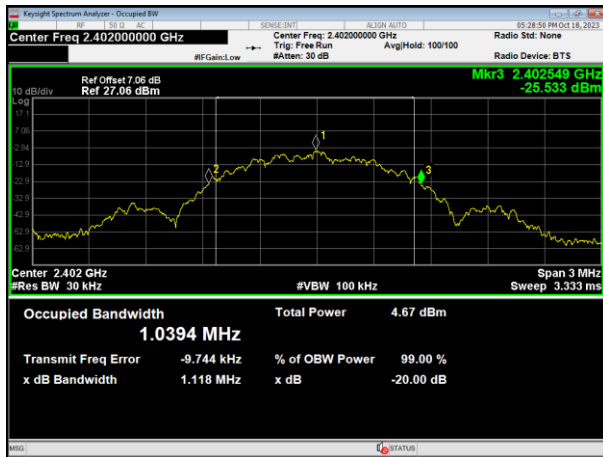 Keysight Spectrum Analyzer - Occupied BW
RF 50 Ω AC SENSE:INT ALIGN AUTO 05:28:50 PM Oct 18, 2023
Center Freq 2.402000000 GHz Center Freq: 2.402000000 GHz Radio Std: None
Trig: Free Run Avg|Hold: 100/100
#IFGain:Low #Atten: 30 dB Radio Device: BTS
Mkr3 2.402549 GHz
-25.533 dBm
Ref Offset 7.06 dB
10 dB/div Ref 27.06 dBm
Log
17.1
7.06
-2.94
-12.9
-22.9
-32.9
-42.9
-52.9
-62.9
1
2
3
Center 2.402 GHz Span 3 MHz
#Res BW 30 kHz #VBW 100 kHz Sweep 3.333 ms
Occupied Bandwidth Total Power 4.67 dBm
1.0394 MHz
Transmit Freq Error -9.744 kHz % of OBW Power 99.00 %
x dB Bandwidth 1.118 MHz x dB -20.00 dB
MSG STATUS